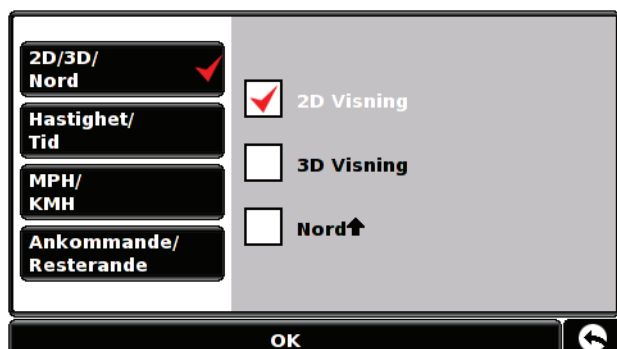 2D/3D/
Nord
Hastighet/
Tid
MPH/
KMH
Ankommande/
Resterande
2D Visning
3D Visning
Nord⬆
OK